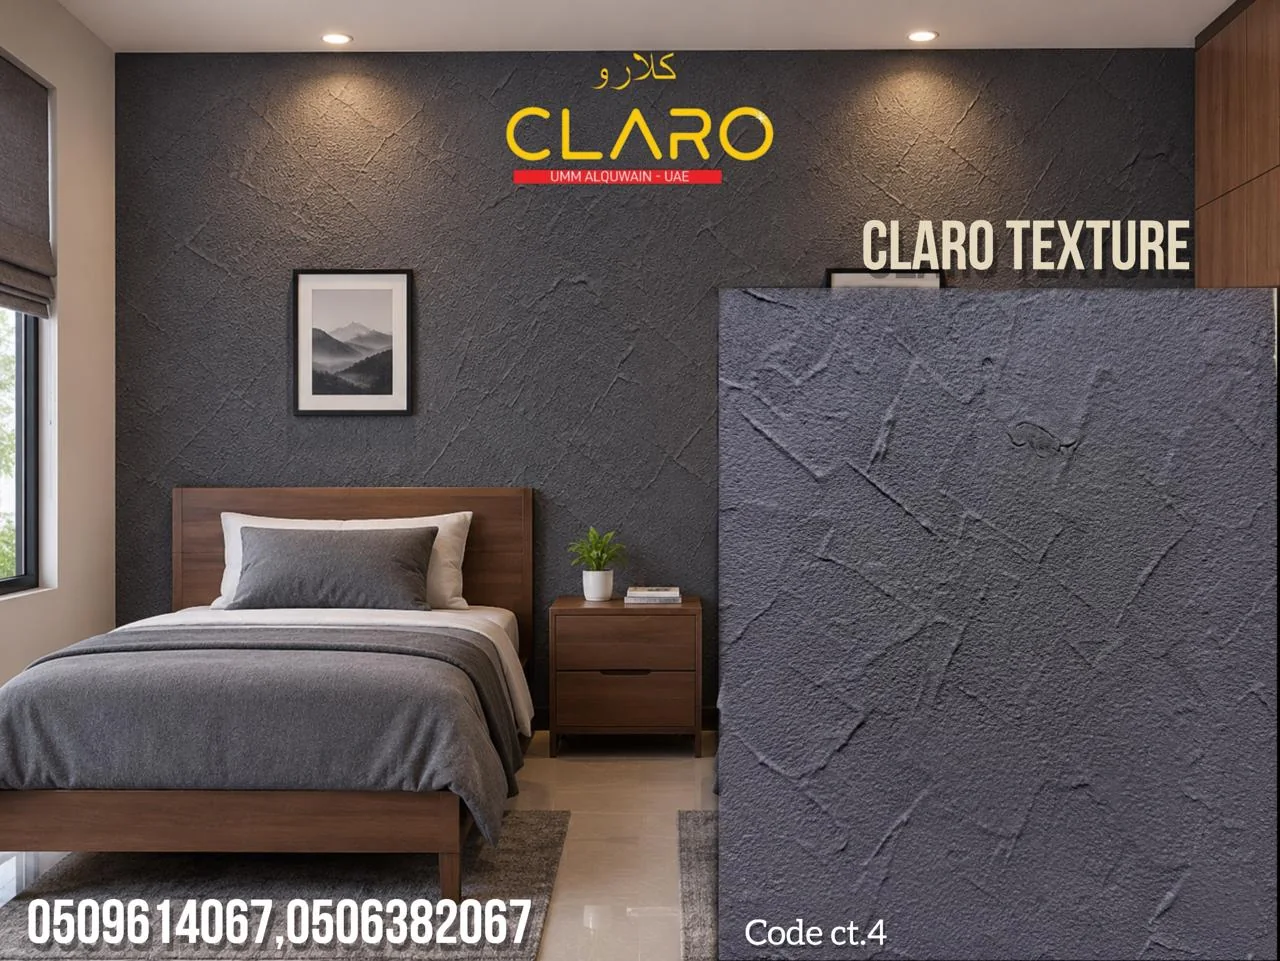 كلارو
CLARO
UMM ALQUWAIN - UAE
CLARO TEXTURE
0509614067,0506382067
Code ct.4